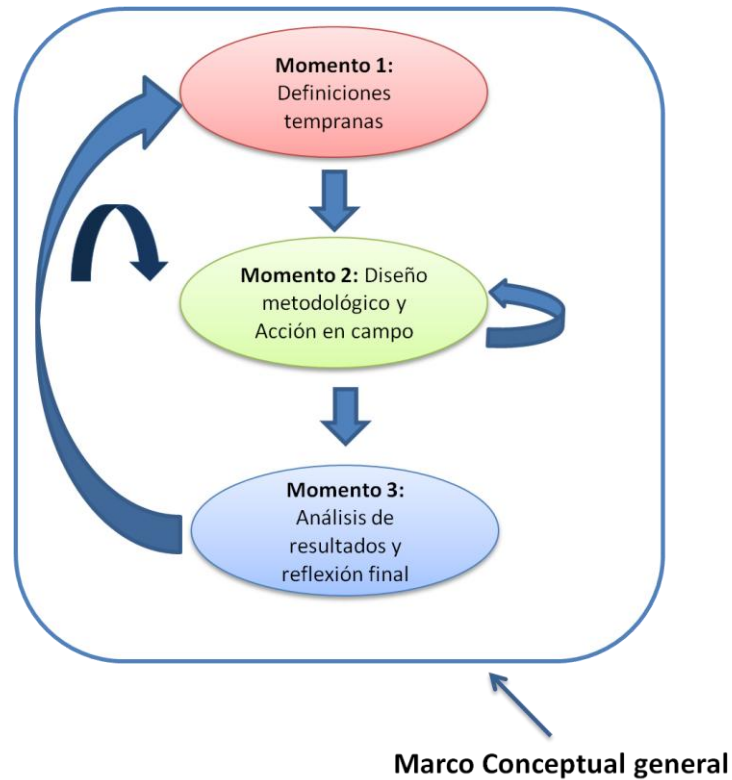 Momento 1:
Definiciones
tempranas
Momento 2: Diseño
metodológico y
Acción en campo
Momento 3:
Análisis de
resultados y
reflexión final
Marco Conceptual general